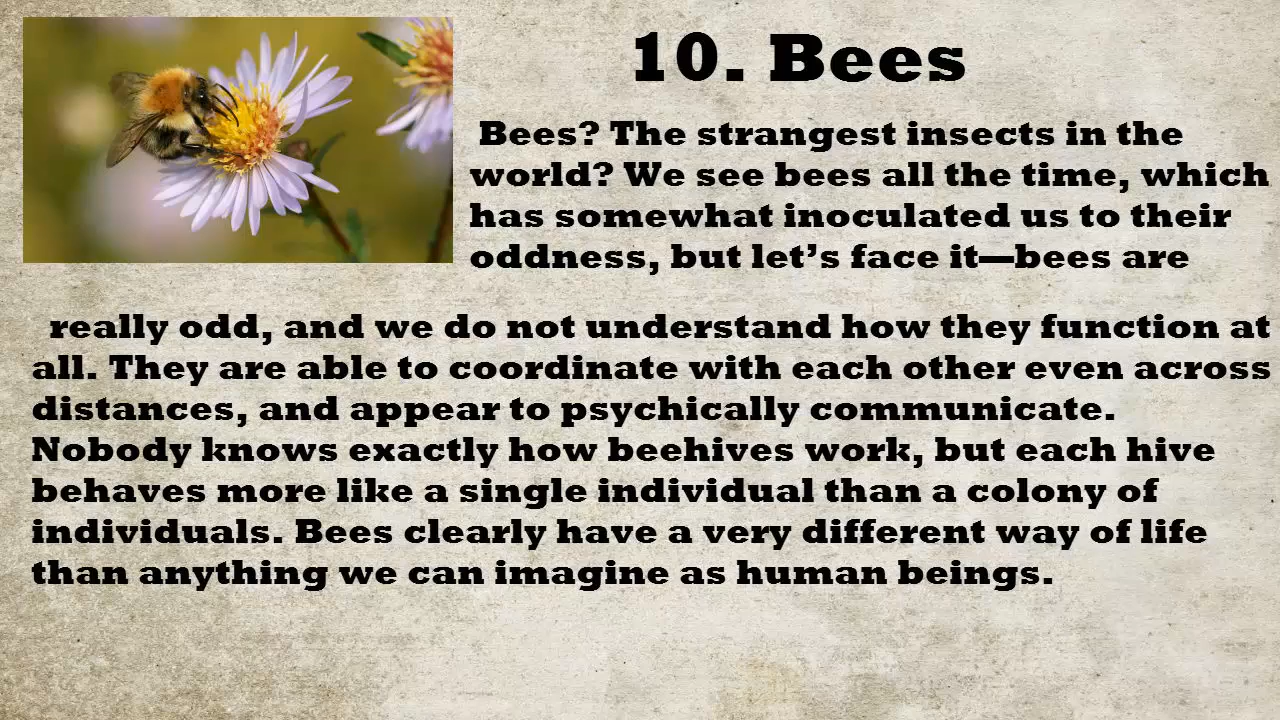 10. Bees
Bees? The strangest insects in the
world? We see bees all the time, which
has somewhat inoculated us to their
oddness, but let’s face it—bees are
really odd, and we do not understand how they function at
all. They are able to coordinate with each other even across
distances, and appear to psychically communicate.
Nobody knows exactly how beehives work, but each hive
behaves more like a single individual than a colony of
individuals. Bees clearly have a very different way of life
than anything we can imagine as human beings.